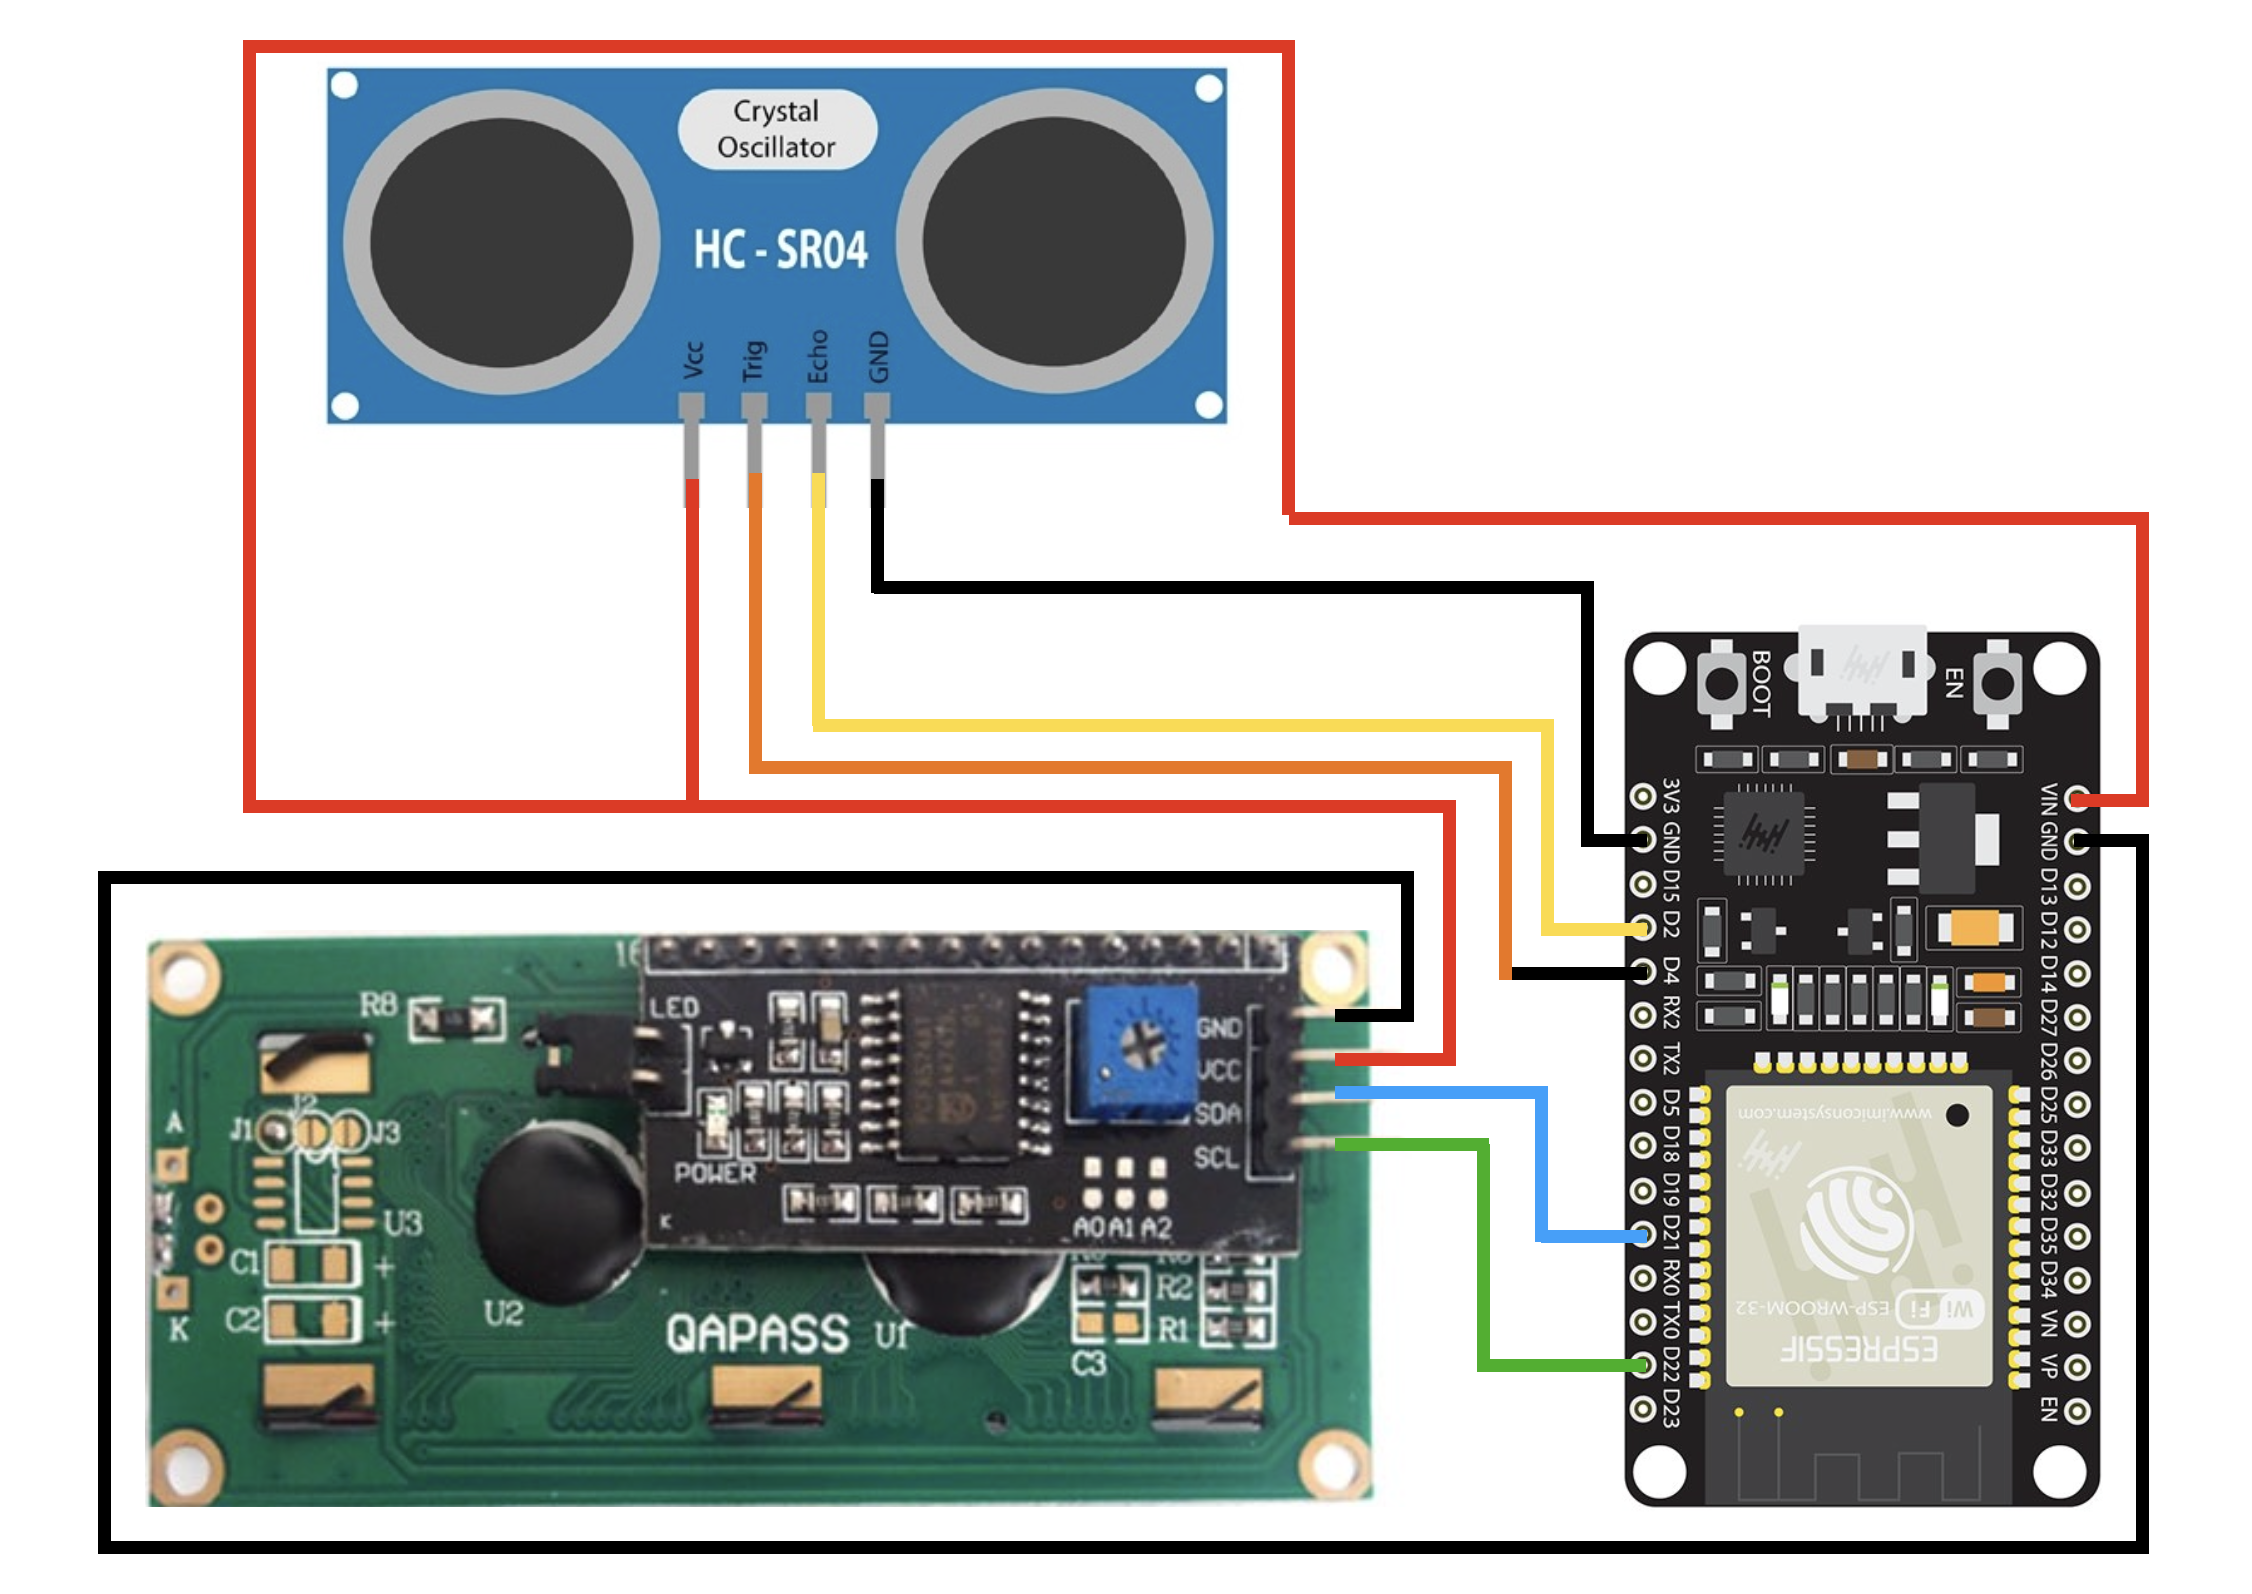 Crystal
Oscillator
HC - SR04
Vcc
Trig
Echo
GND
BOOT
EN
3V3
GND
D15
D2
D4
RX2
TX2
D5
D18
D19
D21
RX0
TX0
D22
D23
VIN
GND
D13
D12
D14
D27
D26
D25
D33
D32
D35
D34
VN
VP
EN
www.imiconsystem.com
Wi Fi
ESP-WROOM-32
ESPRESSIF
16
LED
R8
GND
VCC
SDA
SCL
POWER
A0 A1 A2
K
A
J1
J2
J3
U3
C1
+
C2
+
K
U2
QAPASS
U1
R2
R1
C3